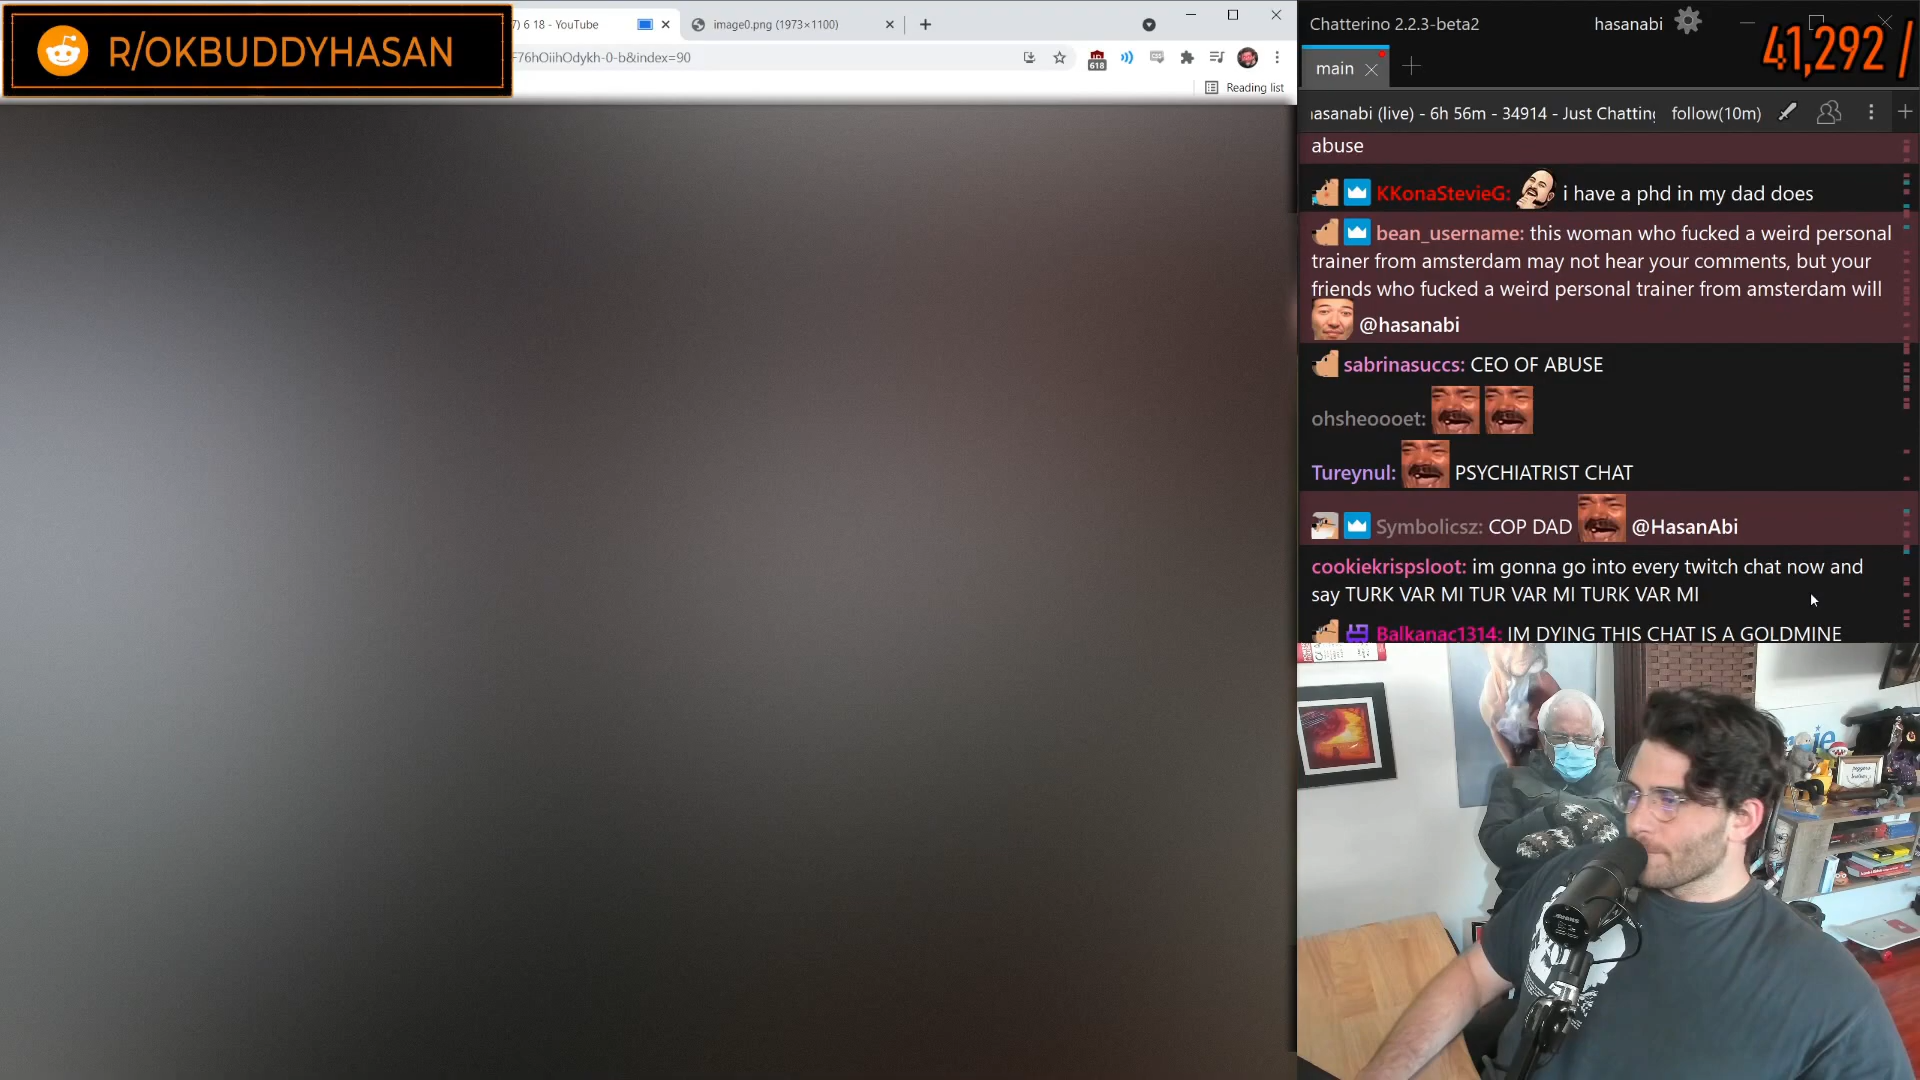 R/OKBUDDYHASAN
7) 6 18 - YouTube
image0.png (1973×1100)
F76hOiihOdykh-0-b&index=90
618
Reading list
Chatterino 2.2.3-beta2
hasanabi
41,292 /
main
asanabi (live) - 6h 56m - 34914 - Just Chatting
follow(10m)
abuse
KKonaStevieG: i have a phd in my dad does
bean_username: this woman who fucked a weird personal
trainer from amsterdam may not hear your comments, but your
friends who fucked a weird personal trainer from amsterdam will
@hasanabi
sabrinasuccs: CEO OF ABUSE
ohsheoooet:
Tureynul: PSYCHIATRIST CHAT
Symbolicsz: COP DAD @HasanAbi
cookiekrispsloot: im gonna go into every twitch chat now and
say TURK VAR MI TUR VAR MI TURK VAR MI
Balkanac1314: IM DYING THIS CHAT IS A GOLDMINE